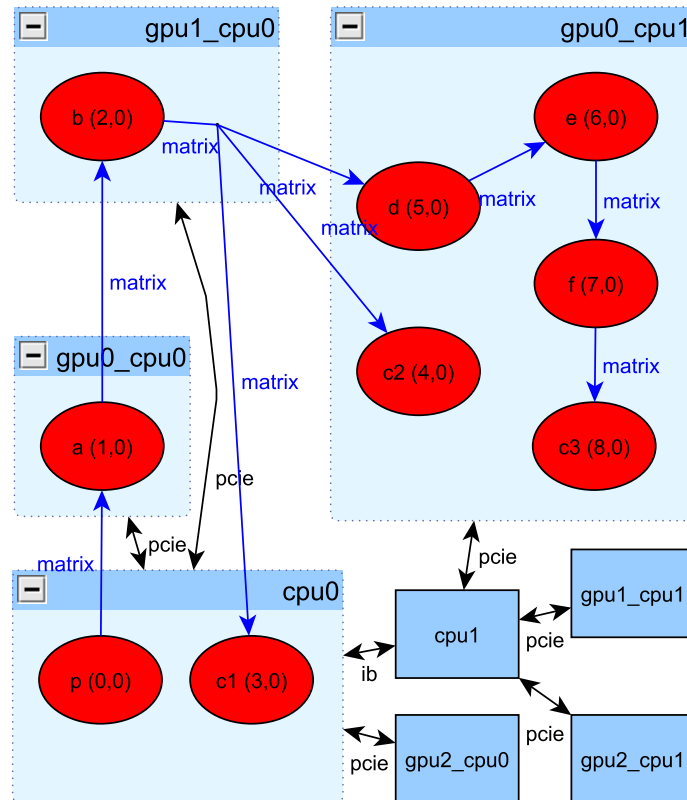 gpu1_cpu0
gpu0_cpu1
b (2,0)
e (6,0)
matrix
matrix
matrix
matrix
d (5,0)
matrix
matrix
f (7,0)
gpu0_cpu0
c2 (4,0)
matrix
matrix
a (1,0)
c3 (8,0)
pcie
pcie
pcie
matrix
cpu0
gpu1_cpu1
cpu1
pcie
ib
p (0,0)
c1 (3,0)
pcie
pcie
gpu2_cpu0
gpu2_cpu1